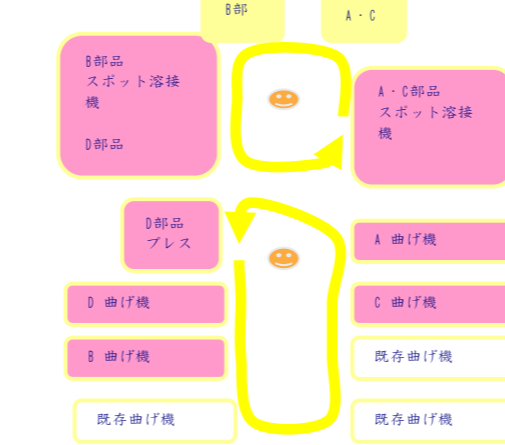 B部
A・C
B部品
スポット溶接
機
D部品
A・C部品
スポット溶接
機
D部品
プレス
A 曲げ機
D 曲げ機
C 曲げ機
B 曲げ機
既存曲げ機
既存曲げ機
既存曲げ機